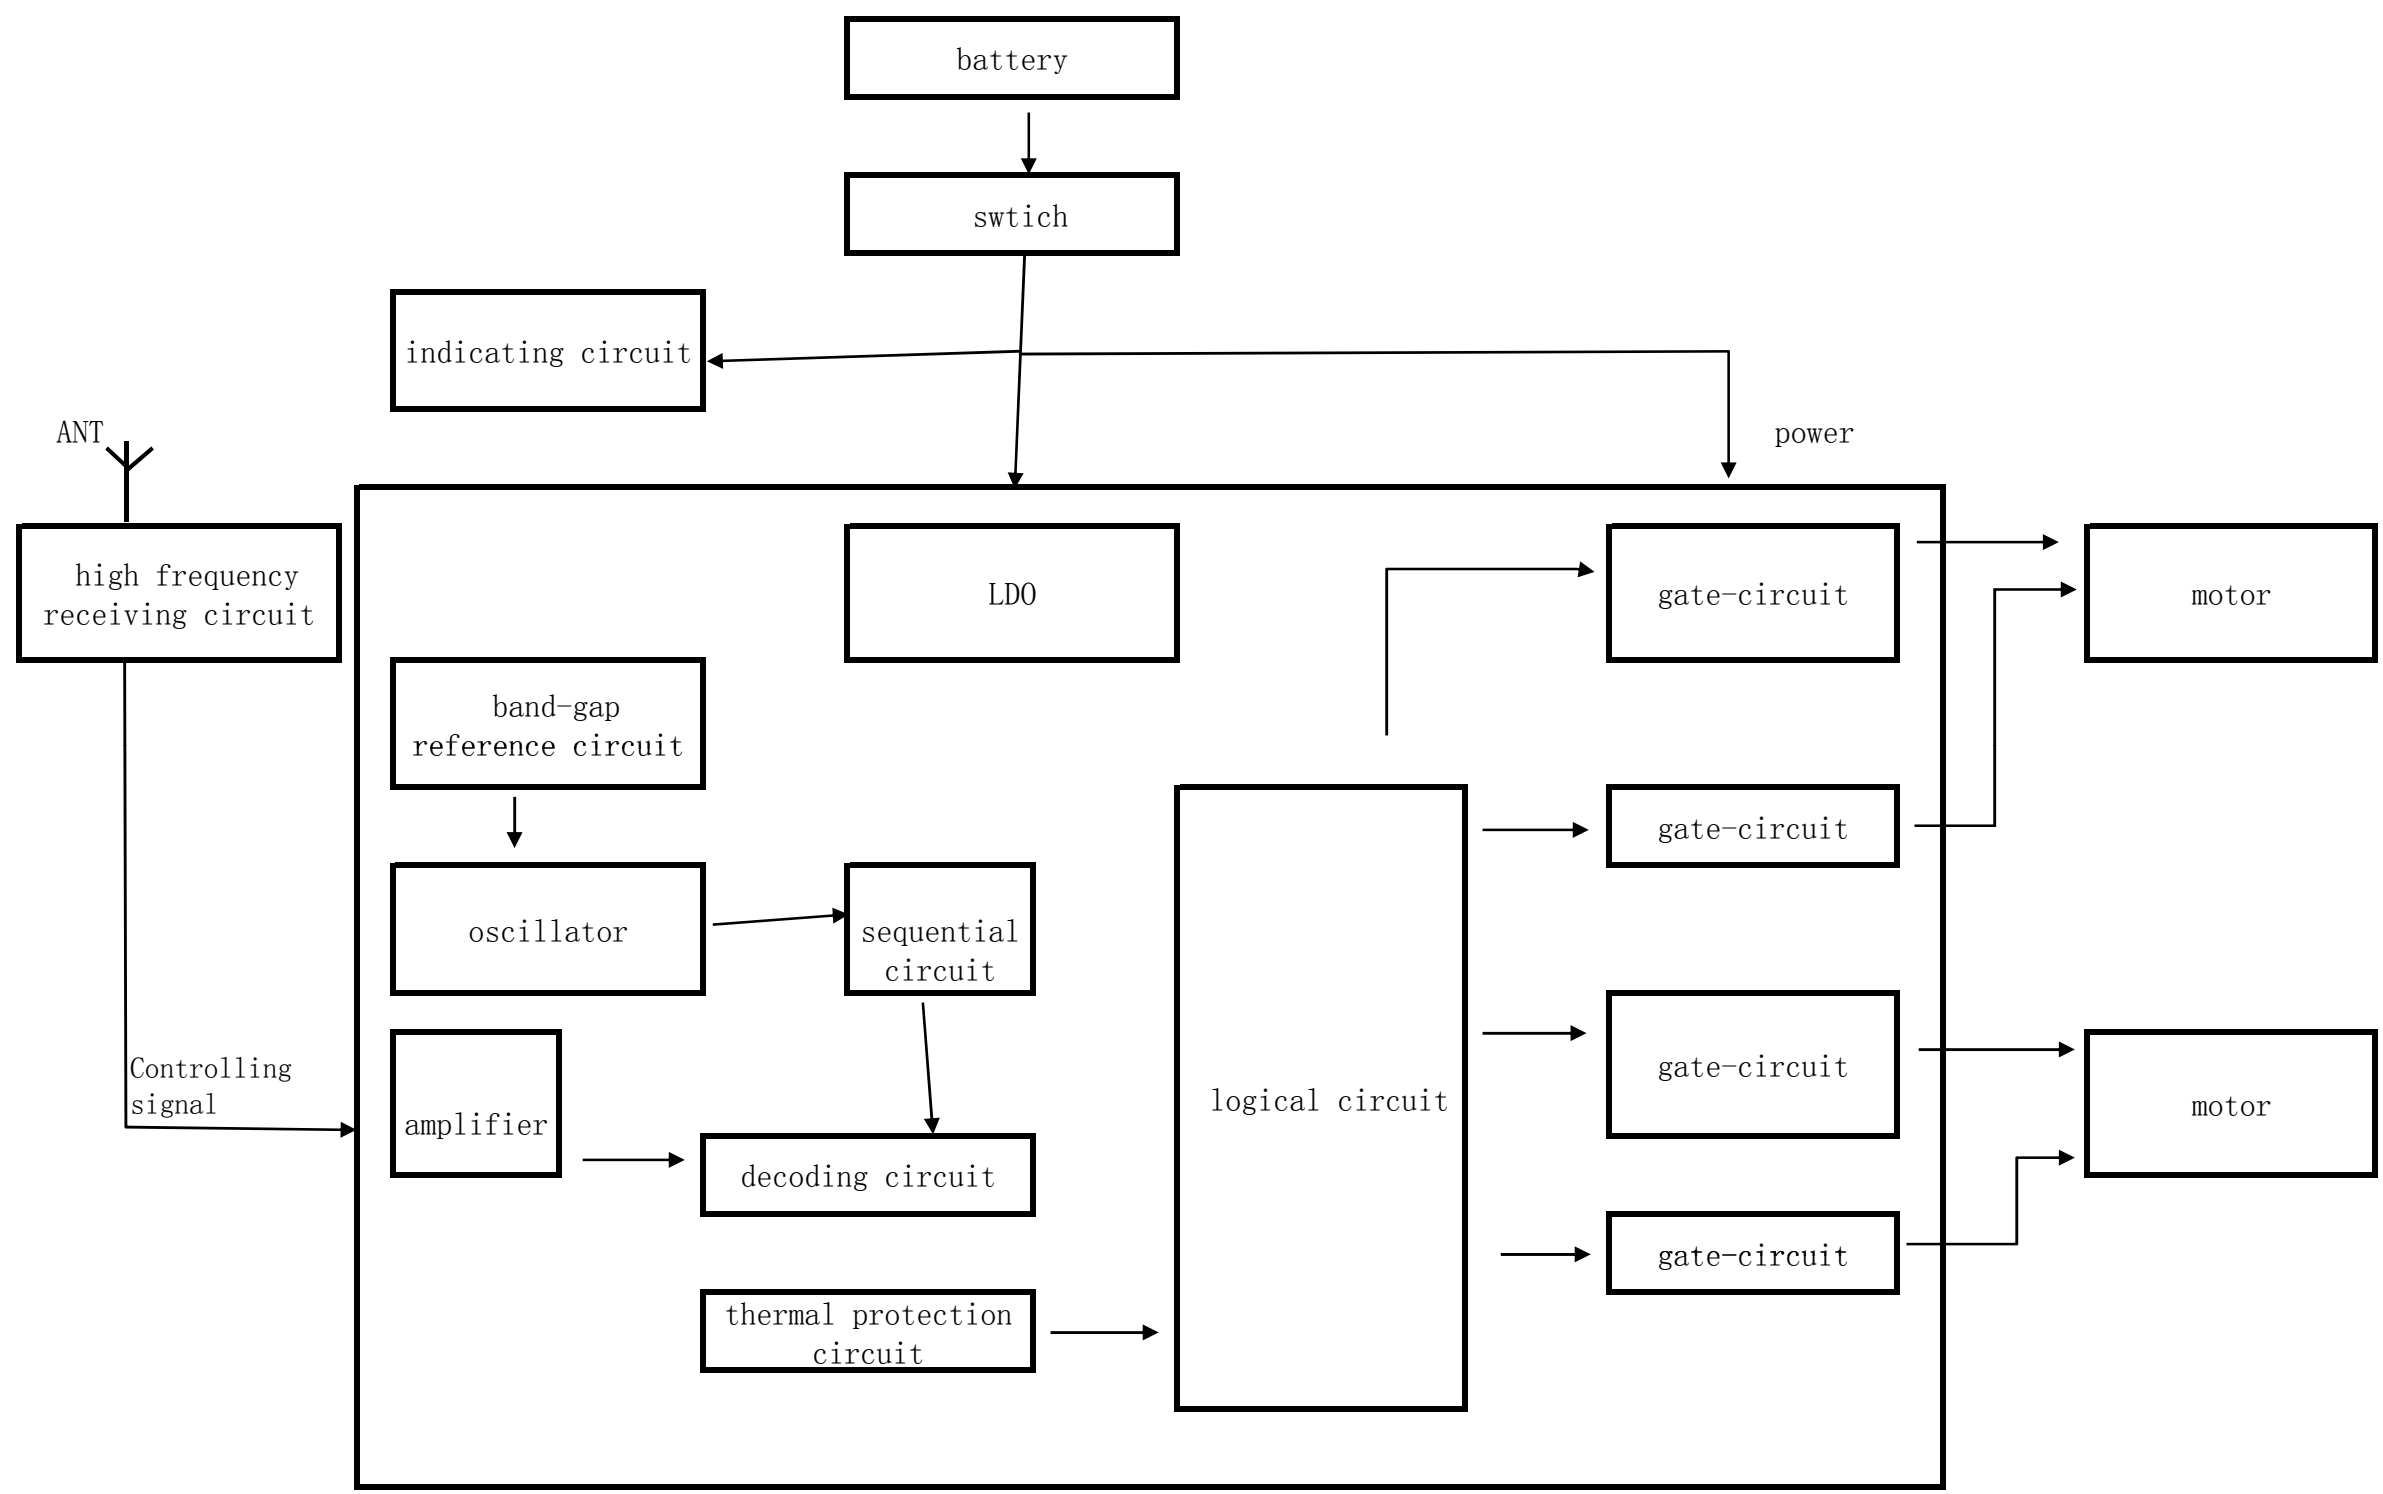 battery
swtich
indicating circuit
ANT
power
high frequency
receiving circuit
LDO
gate-circuit
motor
band-gap
reference circuit
gate-circuit
oscillator
sequential
circuit
Controlling
signal
amplifier
decoding circuit
logical circuit
gate-circuit
motor
gate-circuit
thermal protection
circuit